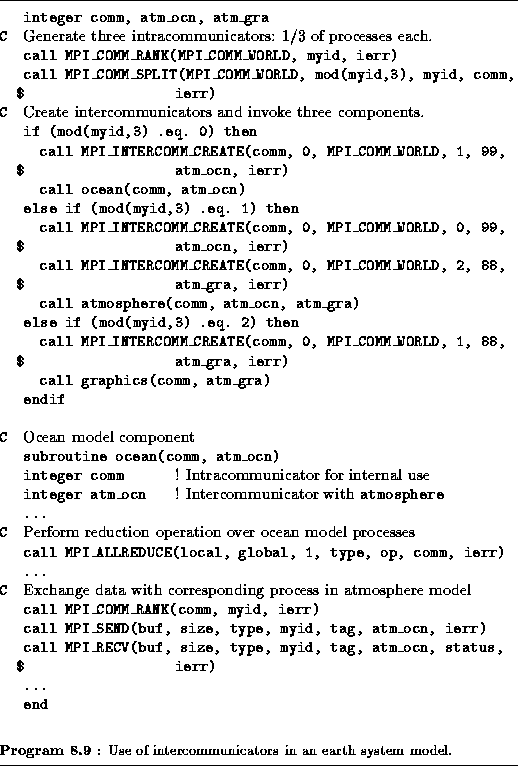 integer comm, atm_ocn, atm_gra
C Generate three intracommunicators: 1/3 of processes each.
call MPI_COMM_RANK(MPI_COMM_WORLD, myid, ierr)
call MPI_COMM_SPLIT(MPI_COMM_WORLD, mod(myid,3), myid, comm,
$ ierr)
C Create intercommunicators and invoke three components.
if (mod(myid,3) .eq. 0) then
call MPI_INTERCOMM_CREATE(comm, 0, MPI_COMM_WORLD, 1, 99,
$ atm_ocn, ierr)
call ocean(comm, atm_ocn)
else if (mod(myid,3) .eq. 1) then
call MPI_INTERCOMM_CREATE(comm, 0, MPI_COMM_WORLD, 0, 99,
$ atm_ocn, ierr)
call MPI_INTERCOMM_CREATE(comm, 0, MPI_COMM_WORLD, 2, 88,
$ atm_gra, ierr)
call atmosphere(comm, atm_ocn, atm_gra)
else if (mod(myid,3) .eq. 2) then
call MPI_INTERCOMM_CREATE(comm, 0, MPI_COMM_WORLD, 1, 88,
$ atm_gra, ierr)
call graphics(comm, atm_gra)
endif
C Ocean model component
subroutine ocean(comm, atm_ocn)
integer comm ! Intracommunicator for internal use
integer atm_ocn ! Intercommunicator with atmosphere
...
C Perform reduction operation over ocean model processes
call MPI_ALLREDUCE(local, global, 1, type, op, comm, ierr)
...
C Exchange data with corresponding process in atmosphere model
call MPI_COMM_RANK(comm, myid, ierr)
call MPI_SEND(buf, size, type, myid, tag, atm_ocn, ierr)
call MPI_RECV(buf, size, type, myid, tag, atm_ocn, status,
$ ierr)
...
end
Program 8.9 : Use of intercommunicators in an earth system model.